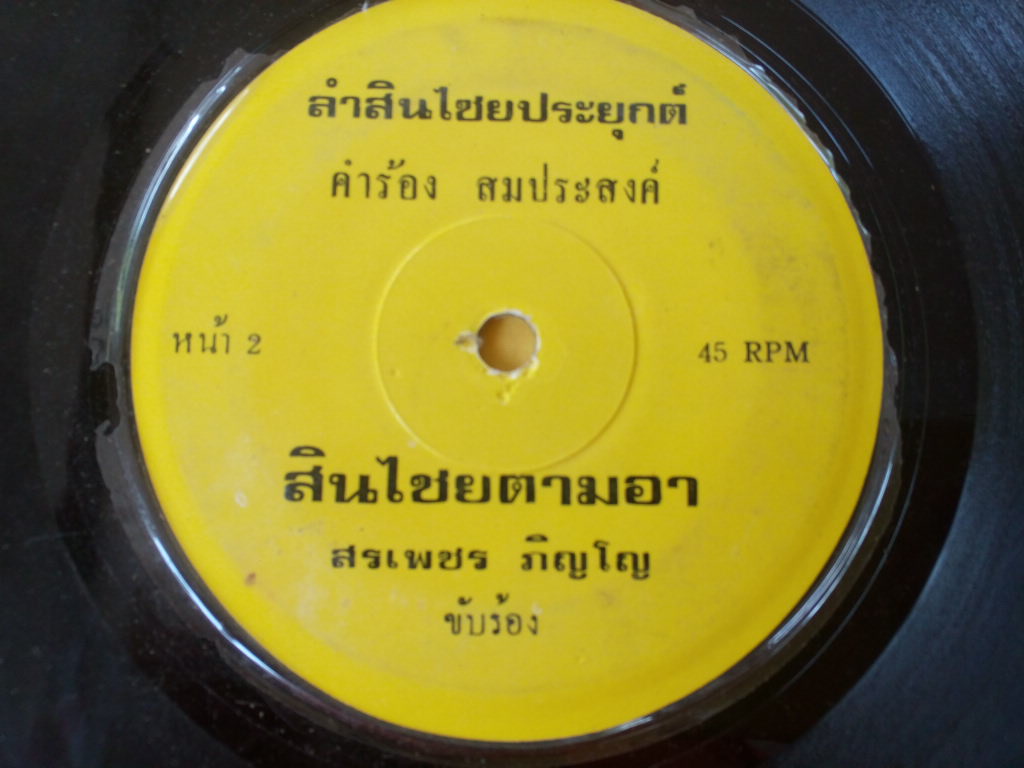 ลำสินไซยประยุกต์
คำร้อง สมประสงค์
หน้า 2
45 RPM
สินไซยตามอา
สรเพชร ภิญโญ
ขับร้อง